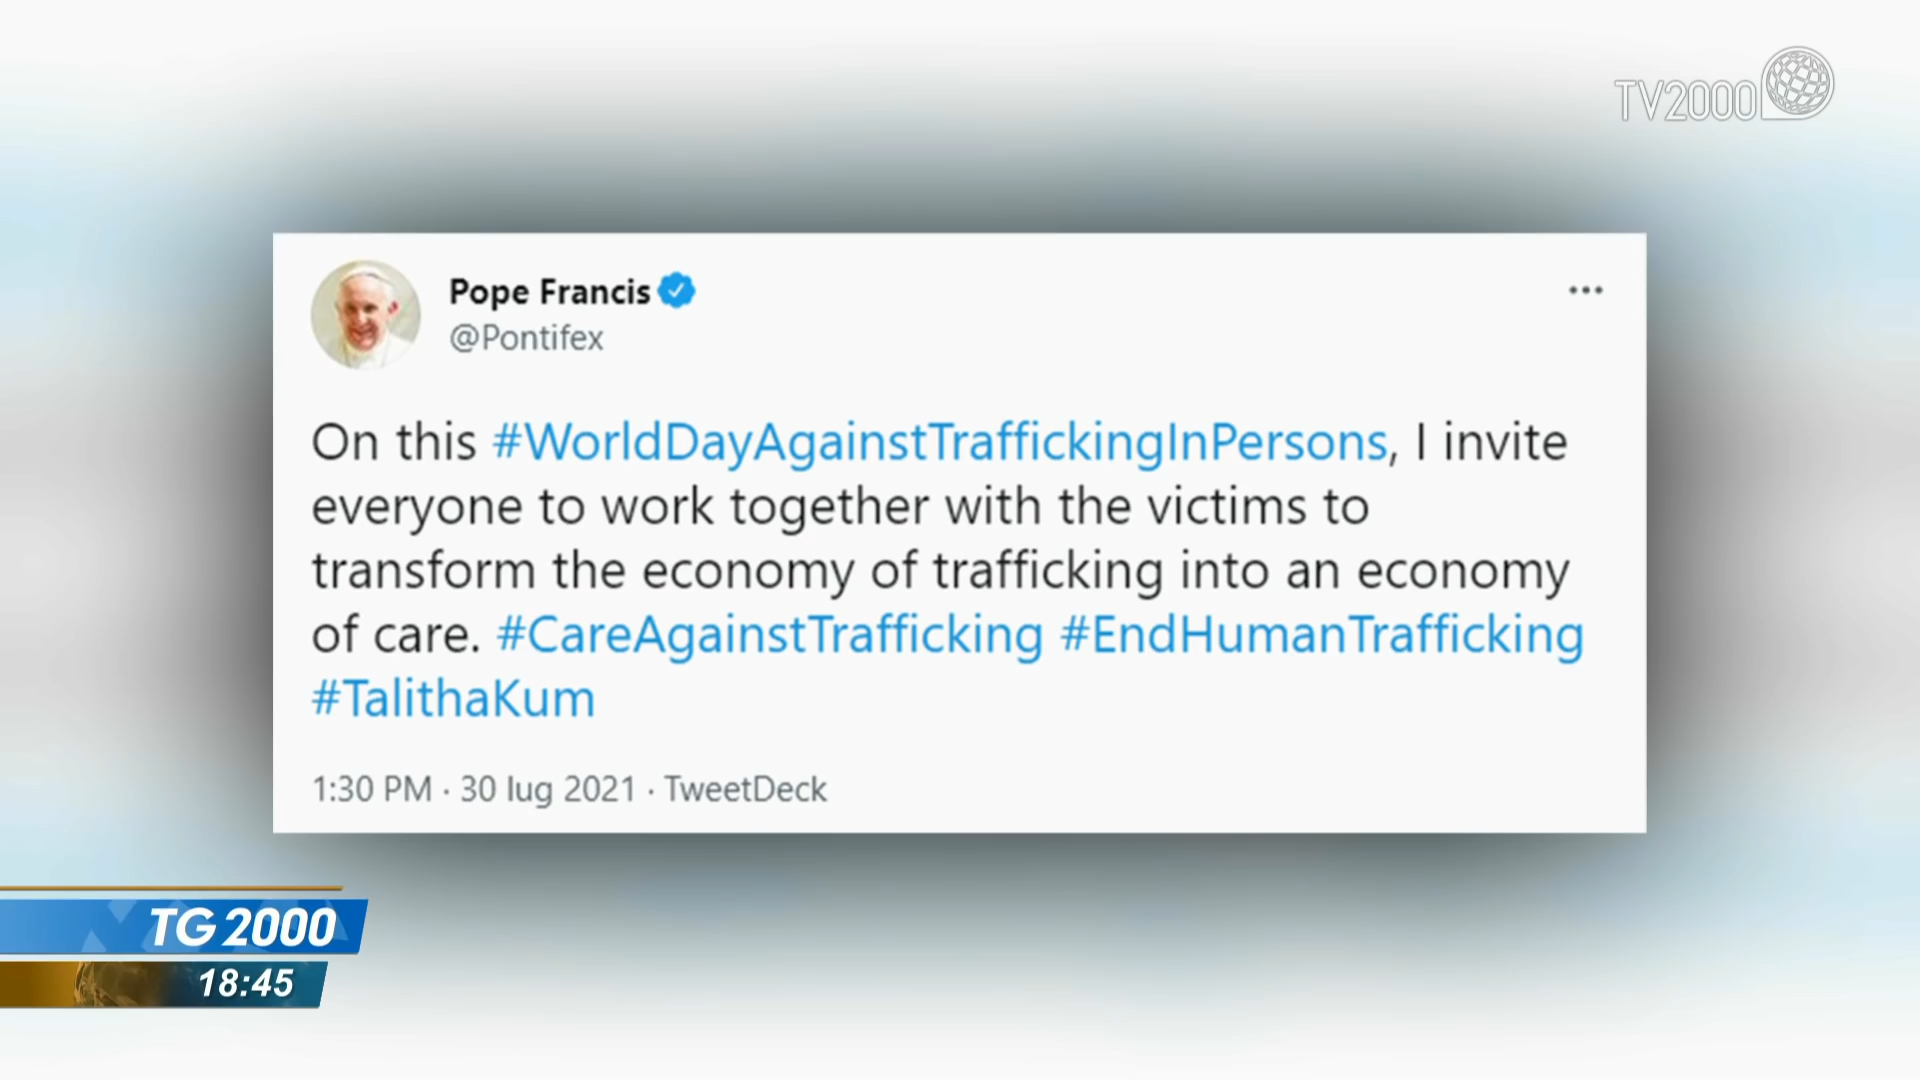 TV2000
Pope Francis
@Pontifex
On this #WorldDayAgainstTraffickingInPersons, I invite
everyone to work together with the victims to
transform the economy of trafficking into an economy
of care. #CareAgainstTrafficking #EndHumanTrafficking
#TalithaKum
1:30 PM · 30 lug 2021 · TweetDeck
TG 2000
18:45